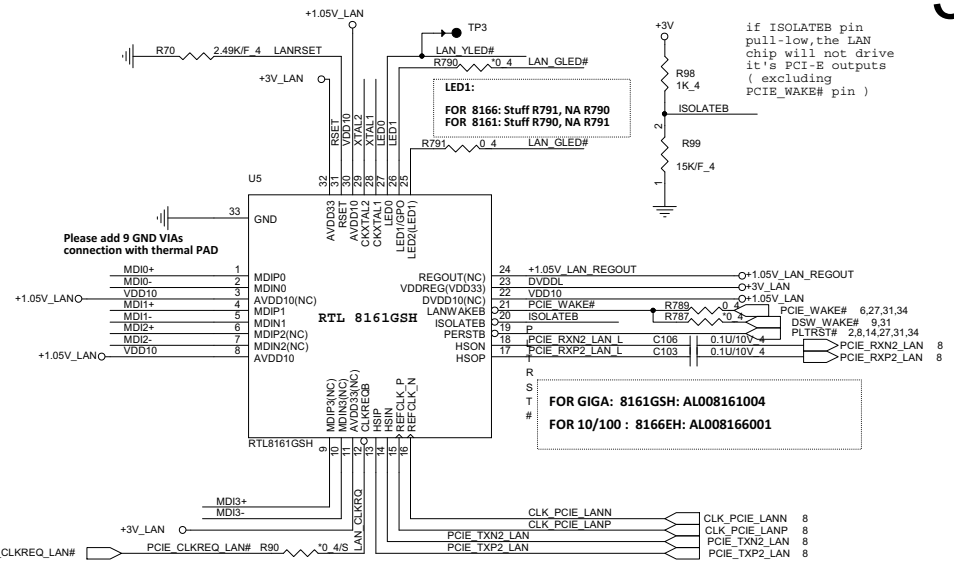 +1.05V_LAN
TP3
+3V
if ISOLATEB pin
pull-low,the LAN
chip will not drive
it's PCI-E outputs
( excluding
PCIE_WAKE# pin )
R70 2.49K/F_4 LANRSET
LAN_YLED#
R790 *0_4 LAN_GLED#
+3V_LAN
LED1:
FOR 8166: Stuff R791, NA R790
FOR 8161: Stuff R790, NA R791
R98
1K_4
ISOLATEB
R791 0_4 LAN_GLED#
2
R99
15K/F_4
1
RSET
VDD10
XTAL2
XTAL1
LED0
LED1
U5
32
31
30
29
28
27
26
25
33
GND
AVDD33
RSET
AVDD10
CKXTAL2
CKXTAL1
LED0
LED1/GPO
LED2(LED1)
Please add 9 GND VIAs
connection with thermal PAD
MDI0+ 1 MDIP0
MDI0- 2 MDIN0
+1.05V_LAN VDD10 3 AVDD10(NC)
MDI1+ 4 MDIP1
MDI1- 5 MDIN1
MDI2+ 6 MDIP2(NC)
MDI2- 7 MDIN2(NC)
+1.05V_LAN VDD10 8 AVDD10
RTL 8161GSH
REGOUT(NC) 24 +1.05V_LAN_REGOUT +1.05V_LAN_REGOUT
VDDREG(VDD33) 23 DVDDL +3V_LAN
DVDD10(NC) 22 VDD10 +1.05V_LAN
LANWAKEB 21 PCIE_WAKE# R789 0_4 PCIE_WAKE# 6,27,31,34
ISOLATEB 20 ISOLATEB R787 *0_4 DSW_WAKE# 9,31
PERSTB 19 PLTRST# PLTRST# 2,8,14,27,31,34
HSON 18 PCIE_RXN2_LAN_L C106 0.1U/10V_4 PCIE_RXN2_LAN 8
HSOP 17 PCIE_RXP2_LAN_L C103 0.1U/10V_4 PCIE_RXP2_LAN 8
FOR GIGA: 8161GSH: AL008161004
FOR 10/100 : 8166EH: AL008166001
MDIP3(NC)
MDIN3(NC)
AVDD33(NC)
CLKREQB
HSIP
HSIN
REFCLK_P
REFCLK_N
RTL8161GSH
9
10
11
12
13
14
15
16
MDI3+
MDI3-
+3V_LAN
LAN_CLKRQ
CLK_PCIE_LANN CLK_PCIE_LANN 8
CLK_PCIE_LANP CLK_PCIE_LANP 8
PCIE_TXN2_LAN PCIE_TXN2_LAN 8
PCIE_TXP2_LAN PCIE_TXP2_LAN 8
_CLKREQ_LAN# PCIE_CLKREQ_LAN# R90 *0_4/S